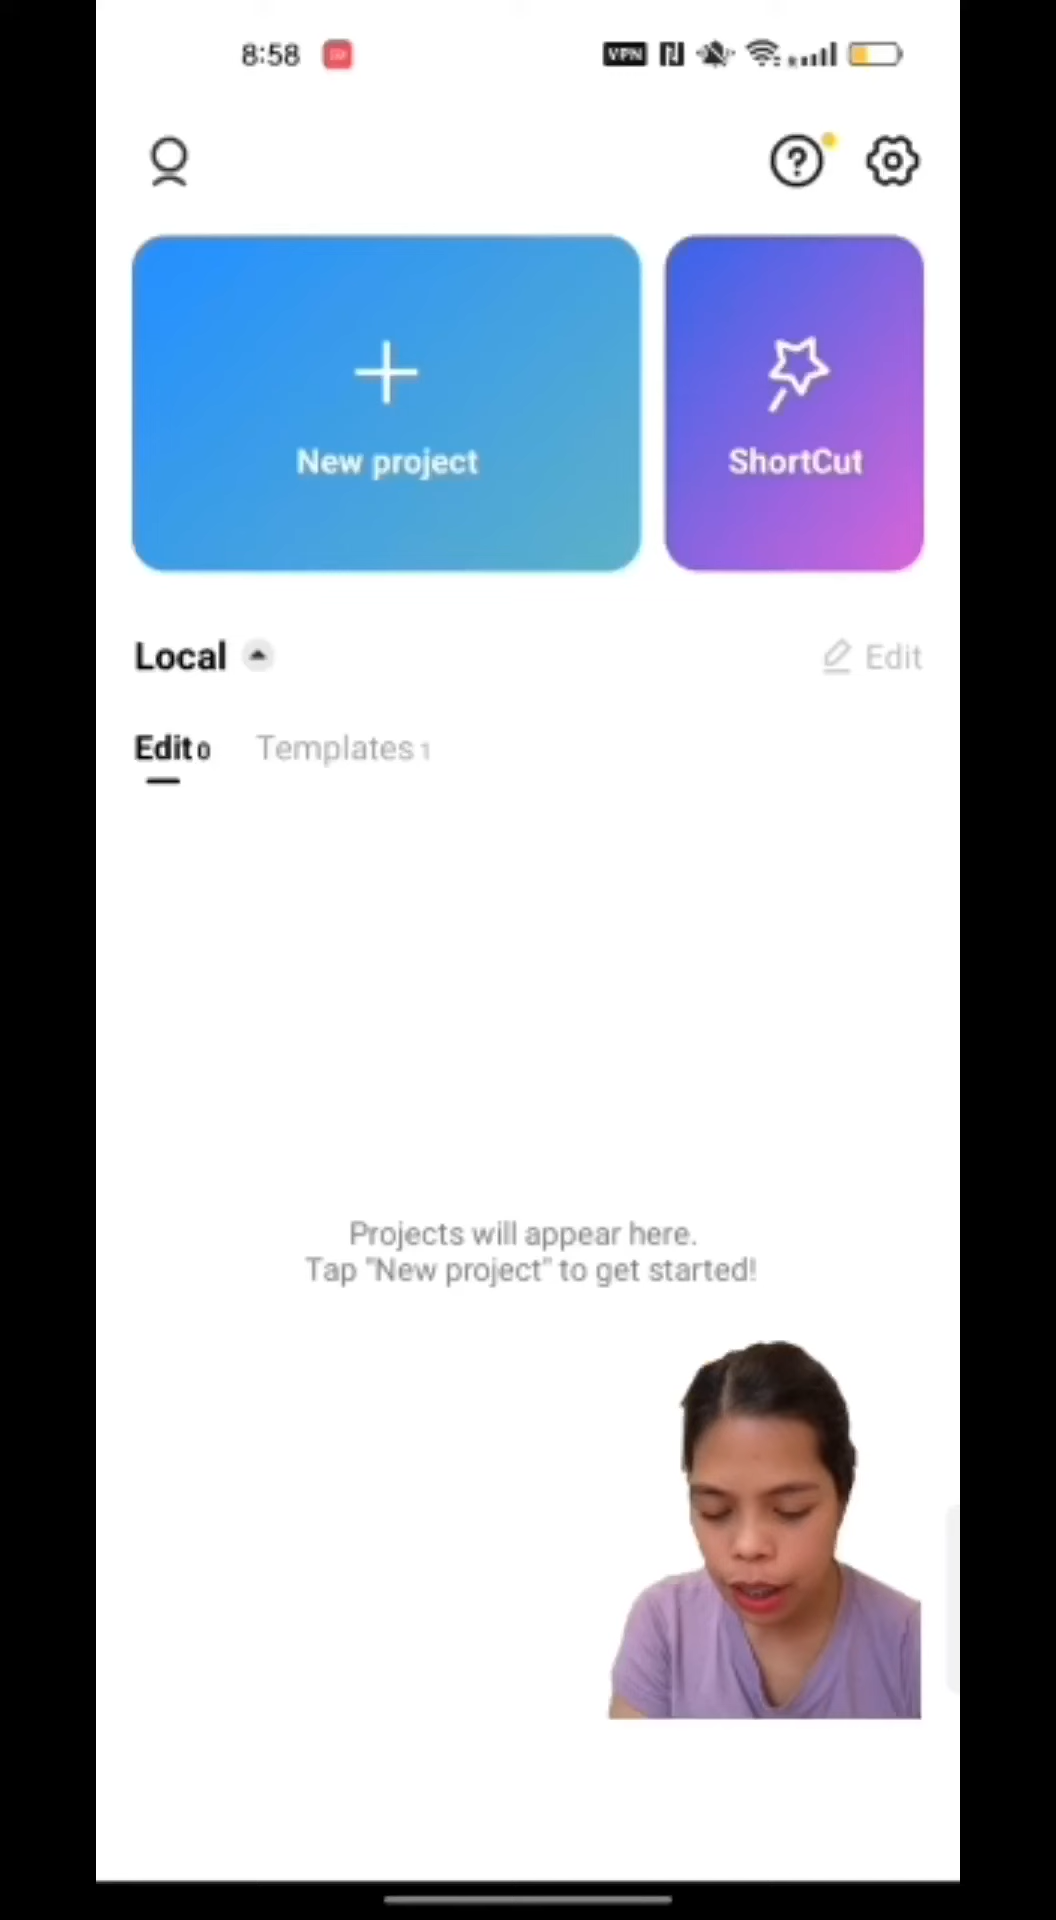 8:58
VPN
New project
ShortCut
Local
Edit
Edit 0
Templates 1
Projects will appear here.
Tap "New project" to get started!